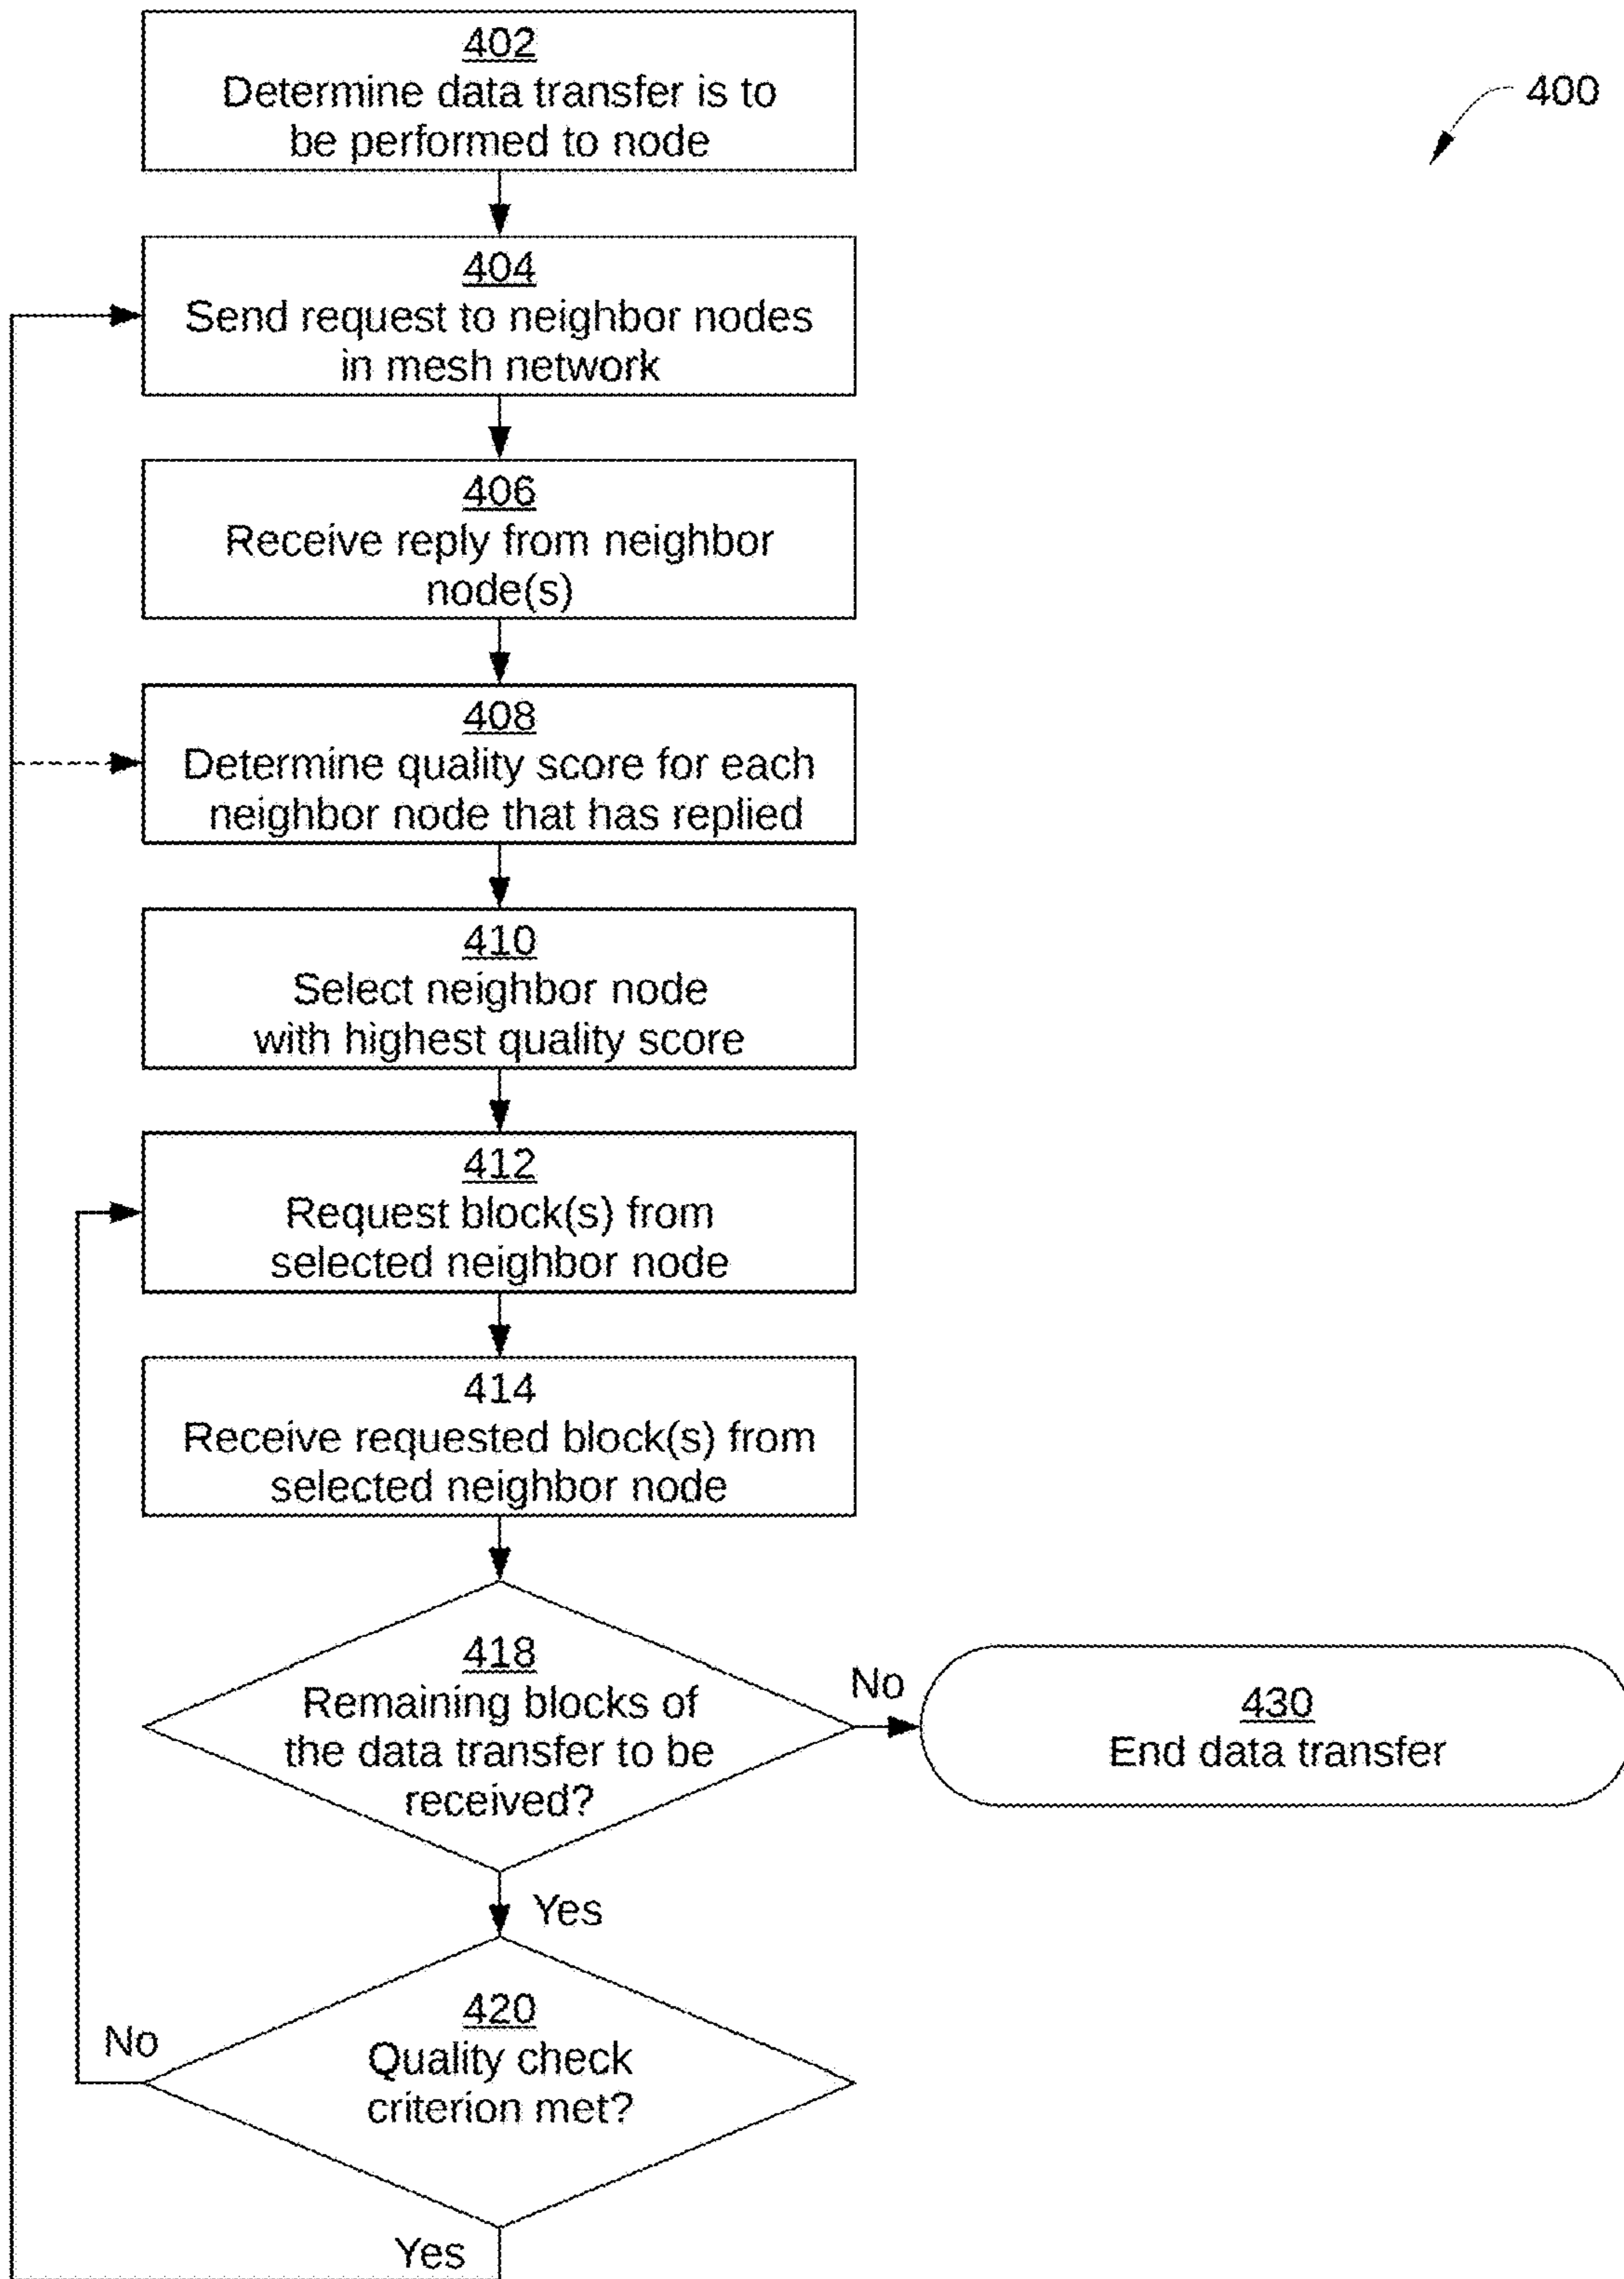 402
Determine data transfer is to
be performed to node
400
404
Send request to neighbor nodes
in mesh network
406
Receive reply from neighbor
node(s)
408
Determine quality score for each
neighbor node that has replied
410
Select neighbor node
with highest quality score
412
Request block(s) from
selected neighbor node
414
Receive requested block(s) from
selected neighbor node
418
Remaining blocks of
the data transfer to be
received?
No
430
End data transfer
Yes
420
Quality check
criterion met?
No
Yes